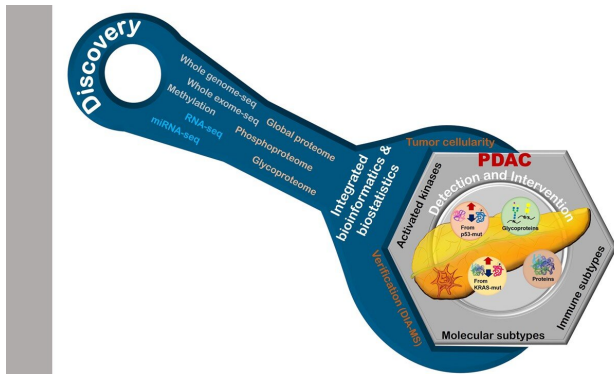 Discovery
Whole genome-seq
Whole exome-seq
Methylation
RNA-seq
miRNA-seq
Global proteome
Phosphoproteome
Glycoproteome
Integrated
bioinformatics &
biostatistics
Tumor cellularity
Verification (DIA-MS)
PDAC
Detection and Intervention
Activated kinases
Immune subtypes
Molecular subtypes
From
p53-mut
Glycoproteins
From
KRAS-mut
Proteins